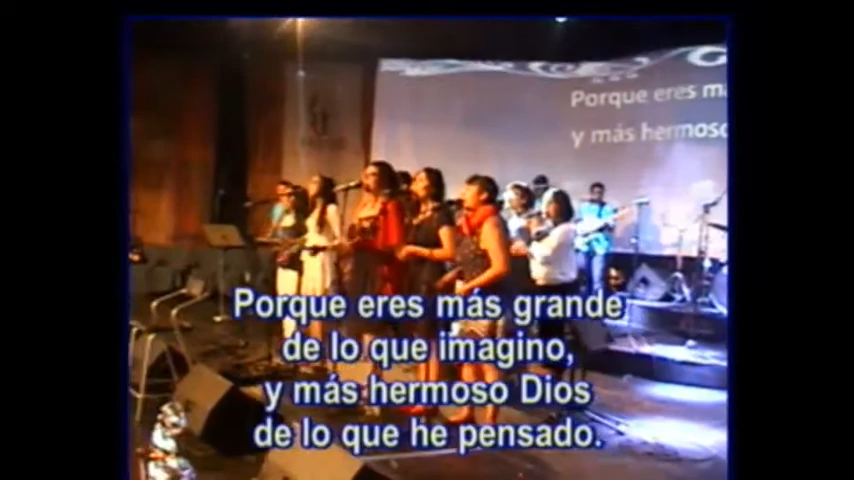 Porque eres m
y más hermoso
Porque eres más grande
de lo que imagino,
y más hermoso Dios
de lo que he pensado.